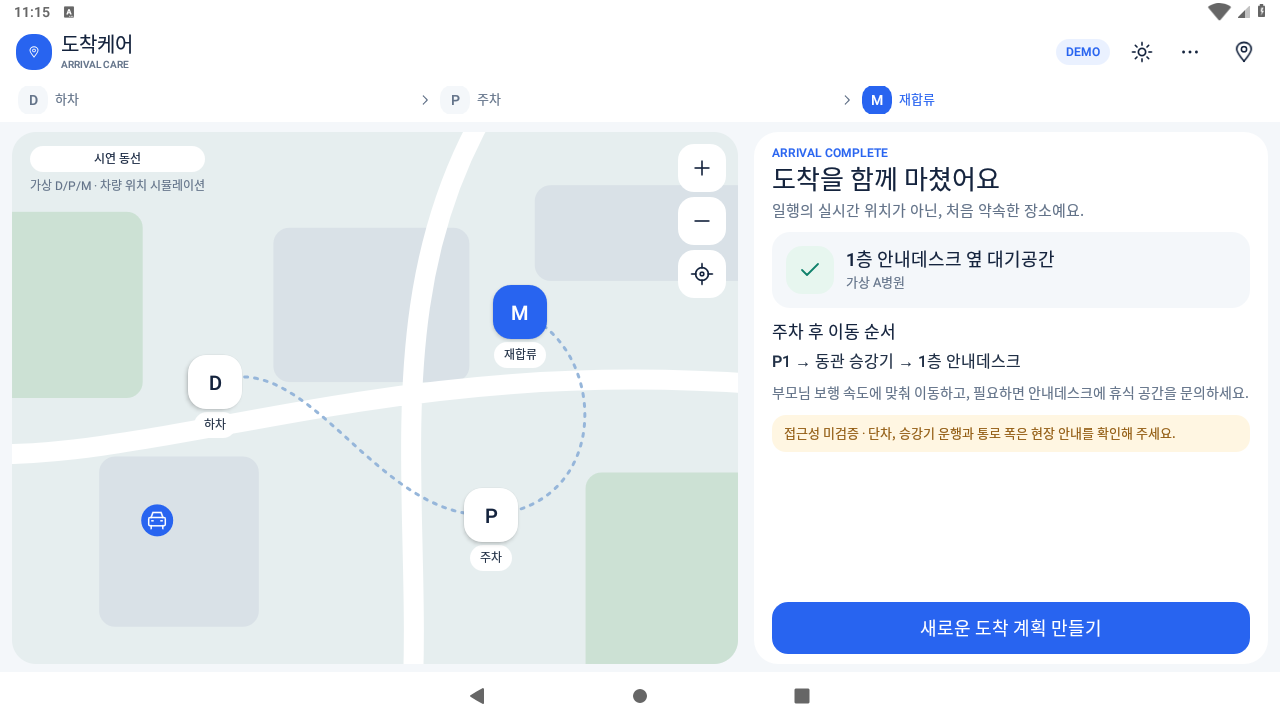 11:15
A
도착케어
ARRIVAL CARE
DEMO
D 하차
P 주차
M 재합류
시연 동선
가상 D/P/M · 차량 위치 시뮬레이션
M
재합류
D
하차
P
주차
ARRIVAL COMPLETE
도착을 함께 마쳤어요
일행의 실시간 위치가 아닌, 처음 약속한 장소예요.
1층 안내데스크 옆 대기공간
가상 A병원
주차 후 이동 순서
P1 → 동관 승강기 → 1층 안내데스크
부모님 보행 속도에 맞춰 이동하고, 필요하면 안내데스크에 휴식 공간을 문의하세요.
접근성 미검증 · 단차, 승강기 운행과 통로 폭은 현장 안내를 확인해 주세요.
새로운 도착 계획 만들기